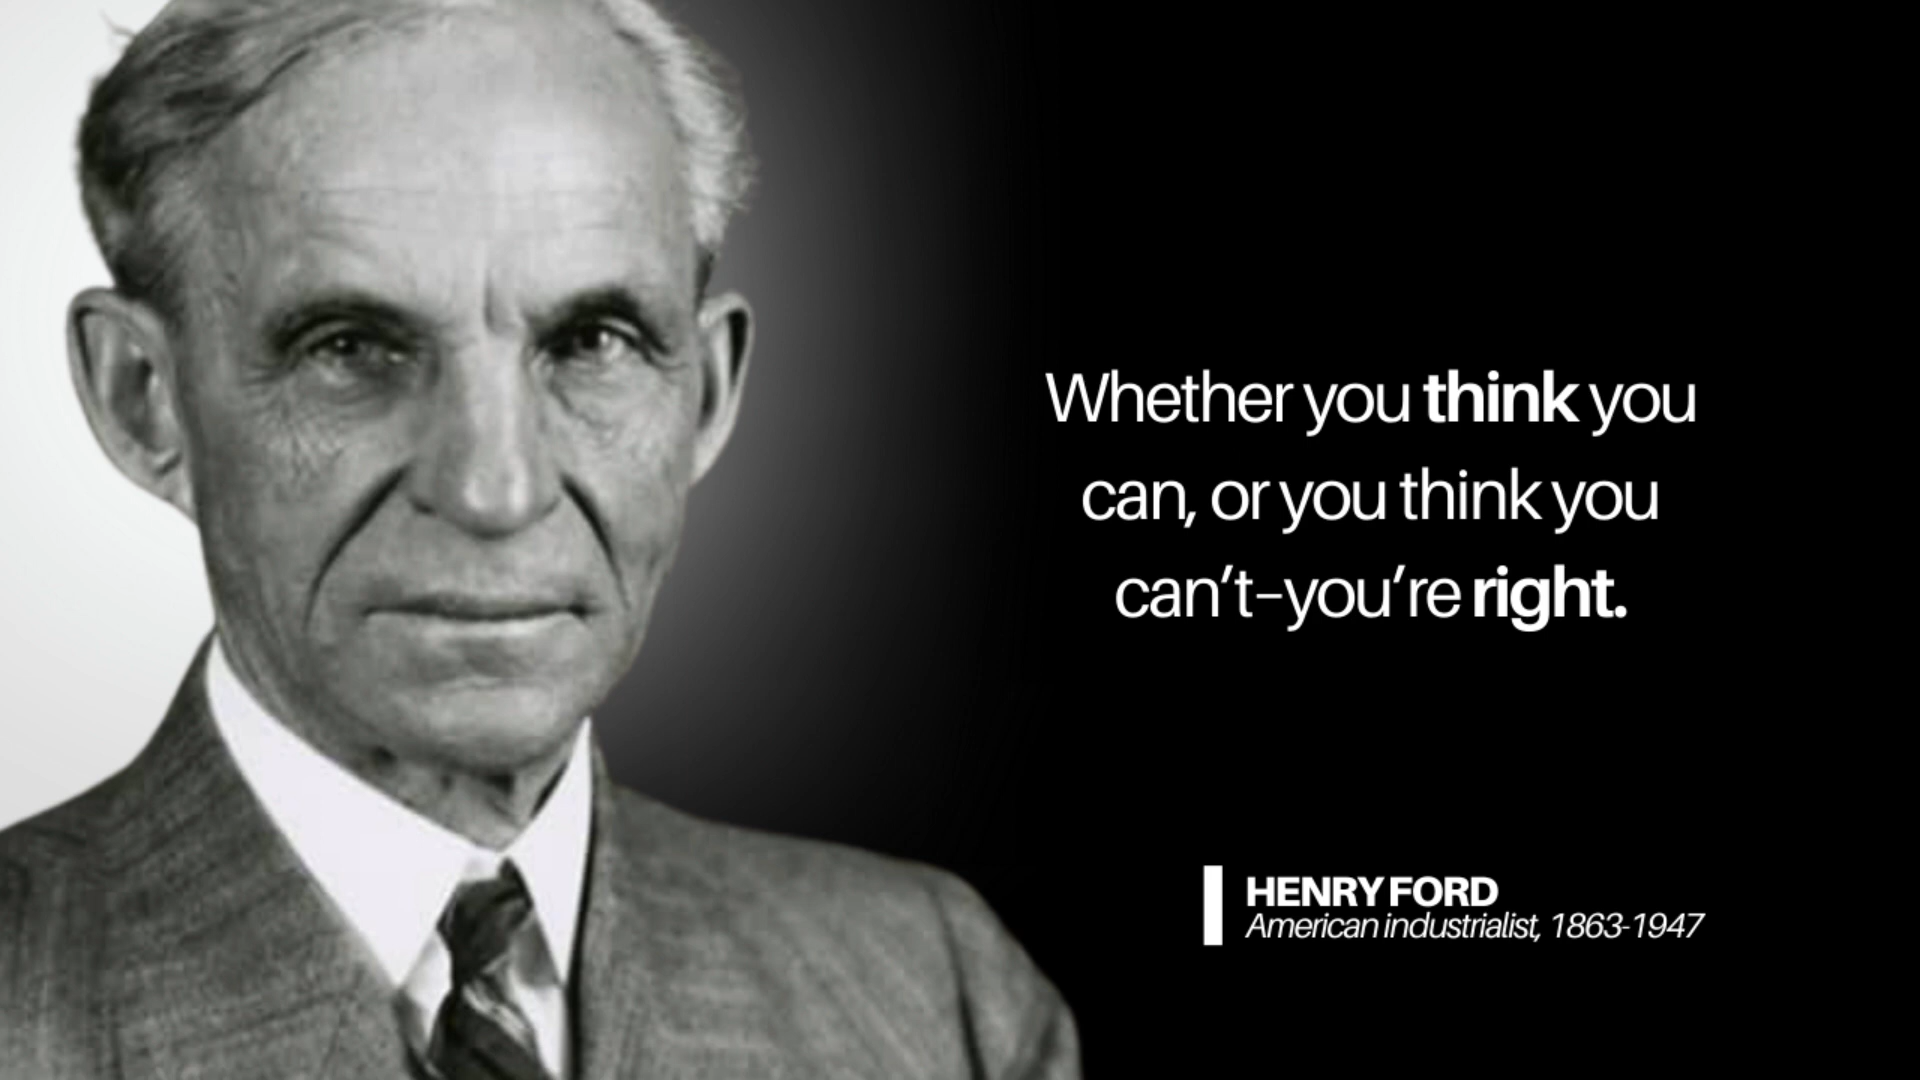 Whether you think you
can, or you think you
can’t–you’re right.
HENRY FORD
American industrialist, 1863-1947